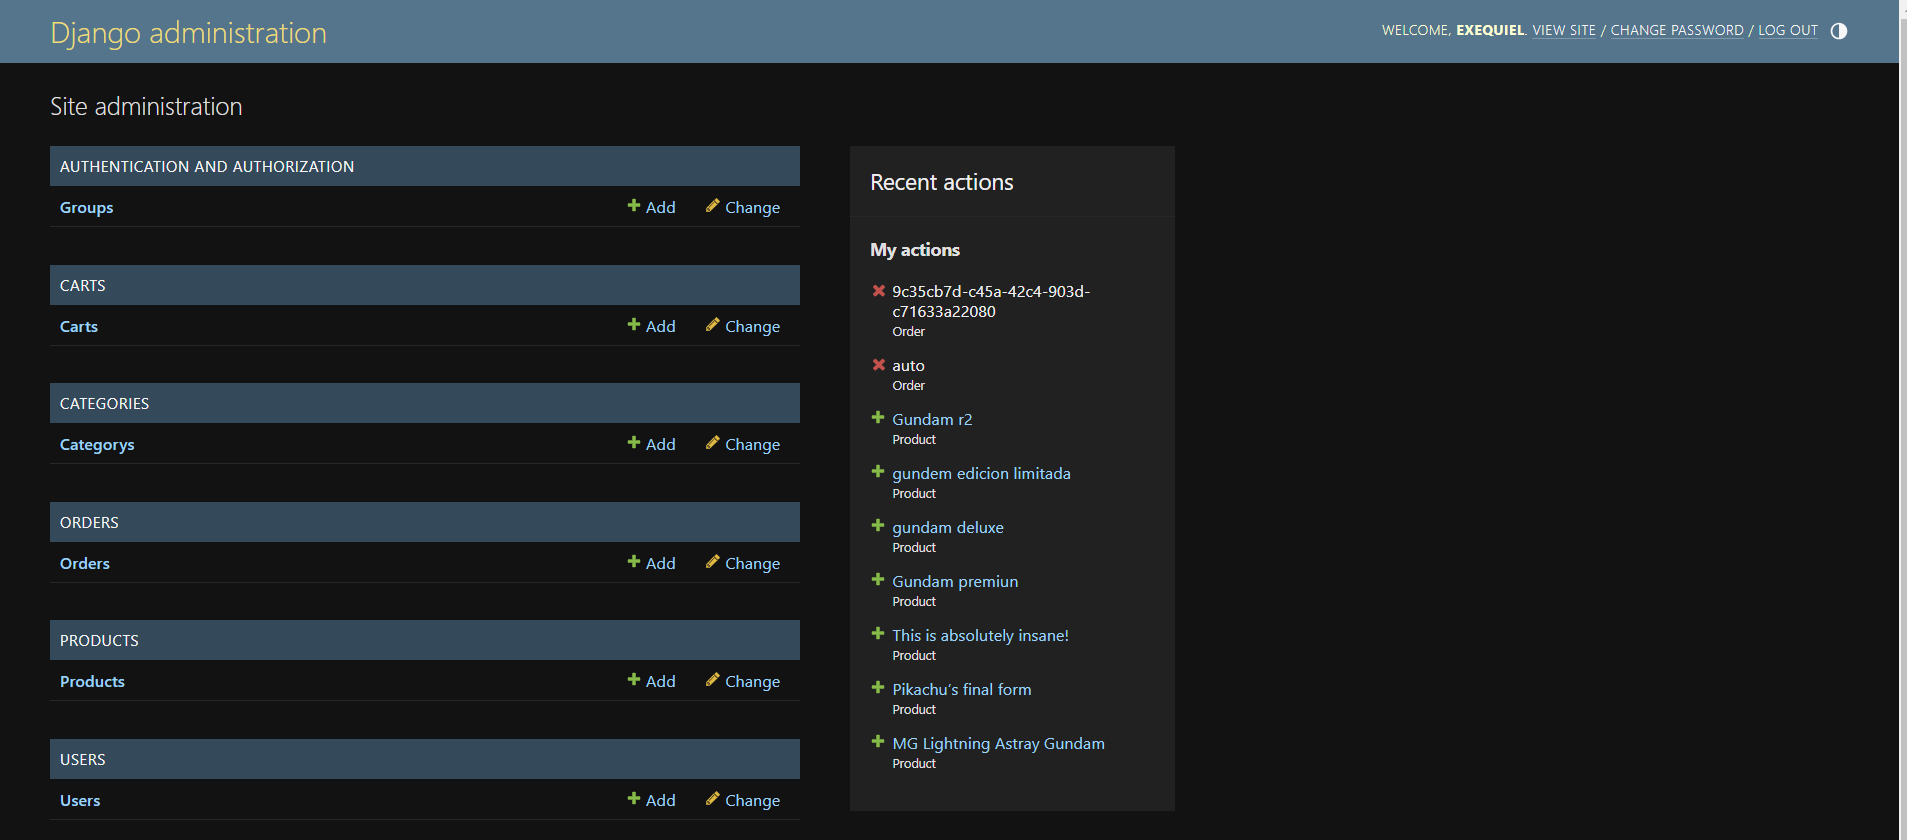 Django administration
WELCOME, EXEQUIEL. VIEW SITE / CHANGE PASSWORD / LOG OUT
Site administration
AUTHENTICATION AND AUTHORIZATION
Groups Add Change
CARTS
Carts Add Change
CATEGORIES
Categorys Add Change
ORDERS
Orders Add Change
PRODUCTS
Products Add Change
USERS
Users Add Change
Recent actions
My actions
9c35cb7d-c45a-42c4-903d-
c71633a22080
Order
auto
Order
Gundam r2
Product
gundem edicion limitada
Product
gundam deluxe
Product
Gundam premiun
Product
This is absolutely insane!
Product
Pikachu's final form
Product
MG Lightning Astray Gundam
Product